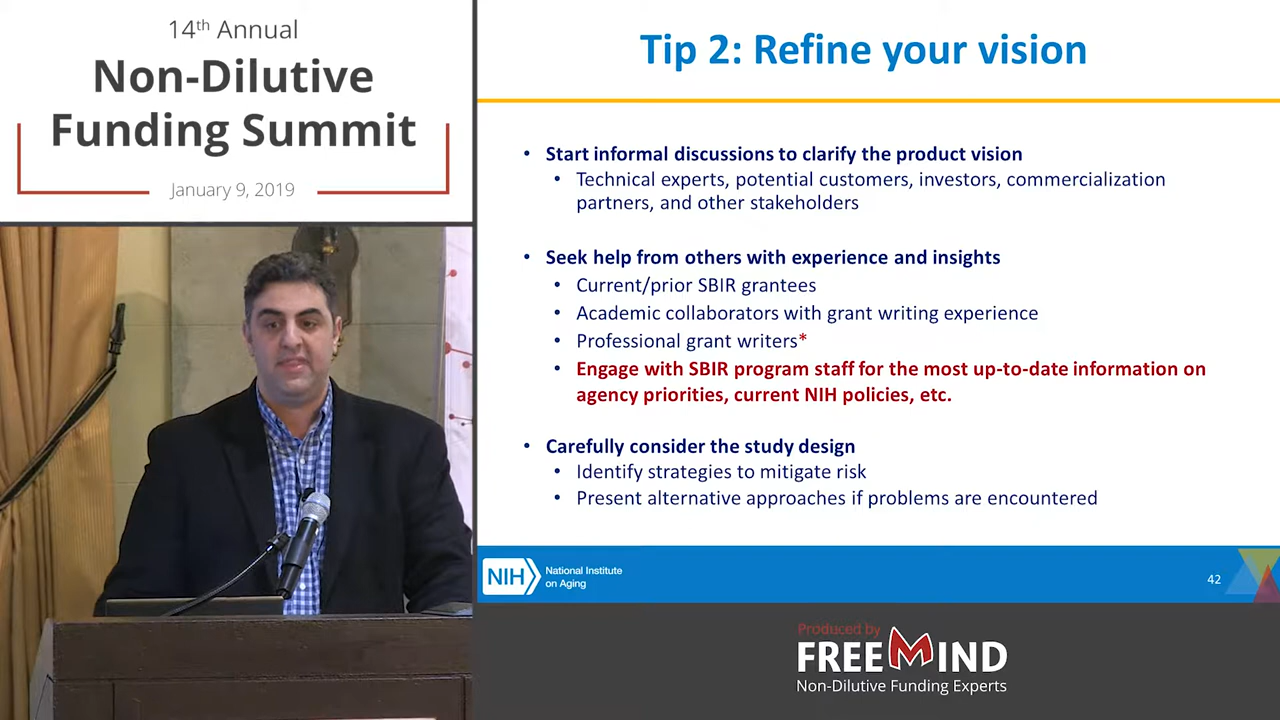 14th Annual
Non-Dilutive
Funding Summit
January 9, 2019
Tip 2: Refine your vision
• Start informal discussions to clarify the product vision
• Technical experts, potential customers, investors, commercialization
partners, and other stakeholders
• Seek help from others with experience and insights
• Current/prior SBIR grantees
• Academic collaborators with grant writing experience
• Professional grant writers*
• Engage with SBIR program staff for the most up-to-date information on
agency priorities, current NIH policies, etc.
• Carefully consider the study design
• Identify strategies to mitigate risk
• Present alternative approaches if problems are encountered
NIH
National Institute
on Aging
42
Produced by
FREEMIND
Non-Dilutive Funding Experts